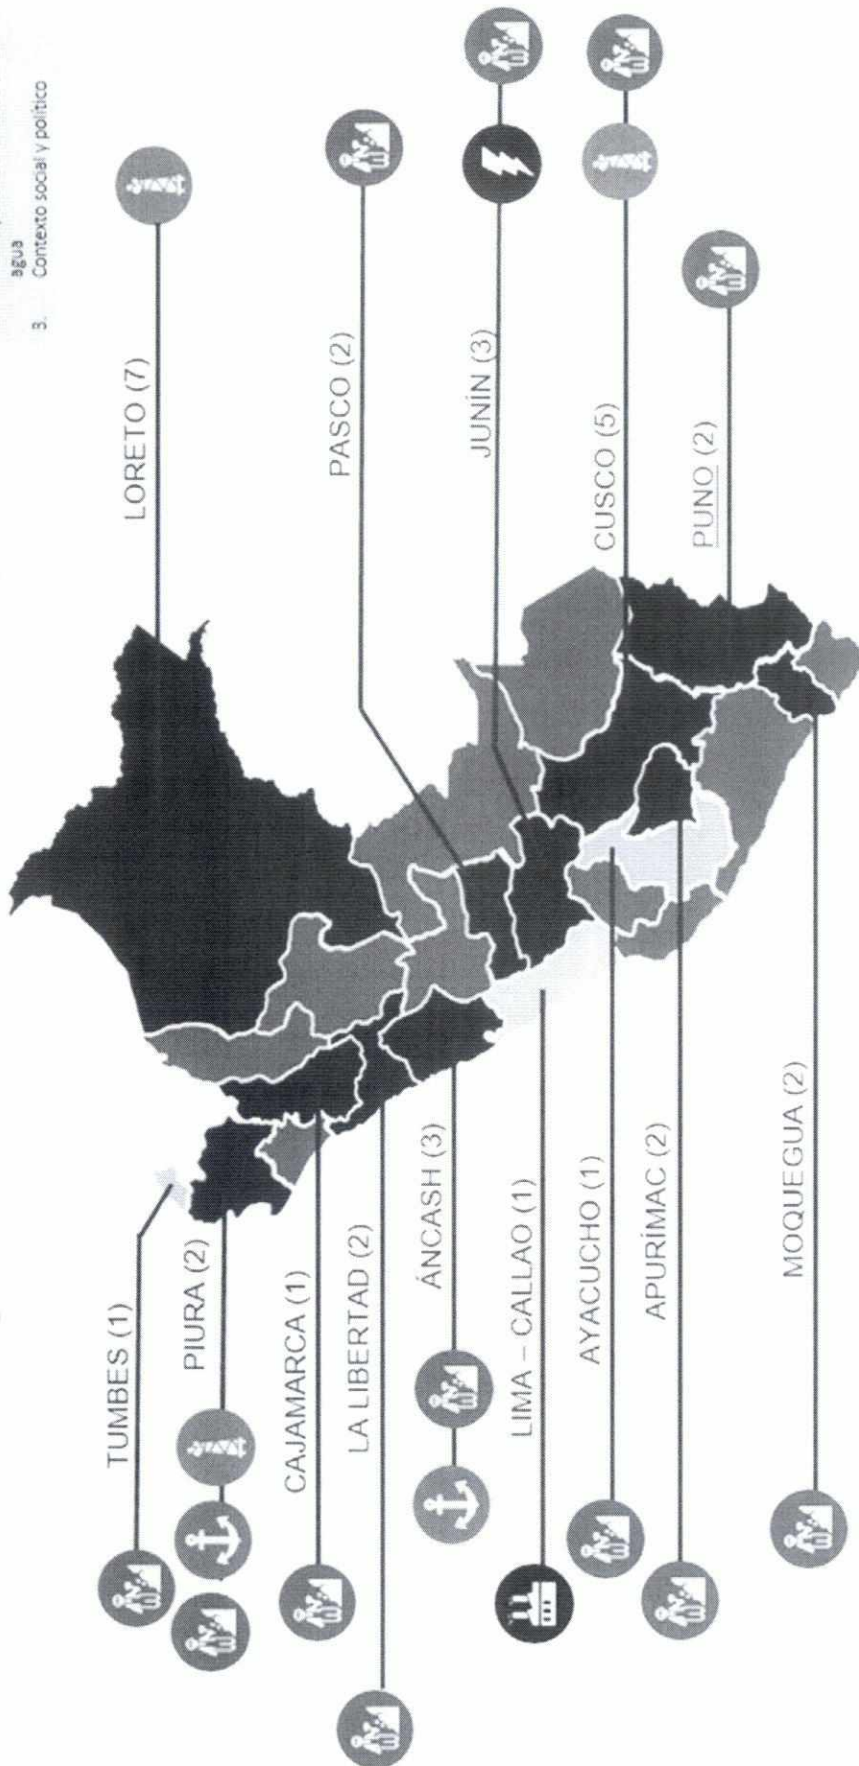 agua
3. Contexto social y político
LORETO (7)
PASCO (2)
JUNÍN (3)
CUSCO (5)
PUNO (2)
TUMBES (1)
PIURA (2)
CAJAMARCA (1)
LA LIBERTAD (2)
ÁNCASH (3)
LIMA – CALLAO (1)
AYACUCHO (1)
APURÍMAC (2)
MOQUEGUA (2)